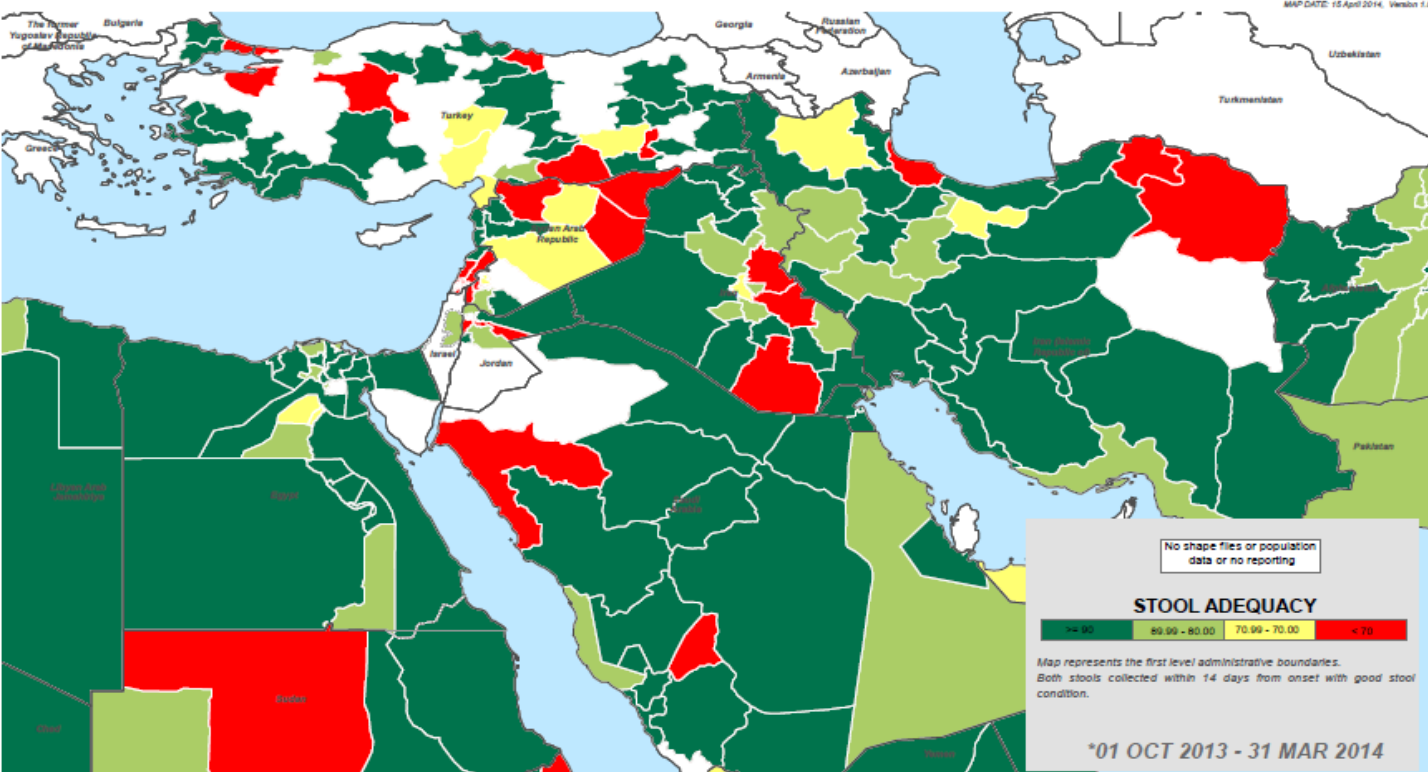 MAP DATE: 15 April 2014, Version 1.
The former
Yugoslav Republic
of Macedonia
Bulgaria
Georgia
Russian
Federation
Uzbekistan
Armenia
Azerbaijan
Turkmenistan
Turkey
Greece
Arab
Republic
Israel
Jordan
Pakistan
Egypt
Saudi
Arabia
Sudan
Chad
Yemen
No shape files or population
data or no reporting
STOOL ADEQUACY
>= 90
89.99 - 80.00
70.99 - 70.00
< 70
Map represents the first level administrative boundaries.
Both stools collected within 14 days from onset with good stool
condition.
*01 OCT 2013 - 31 MAR 2014